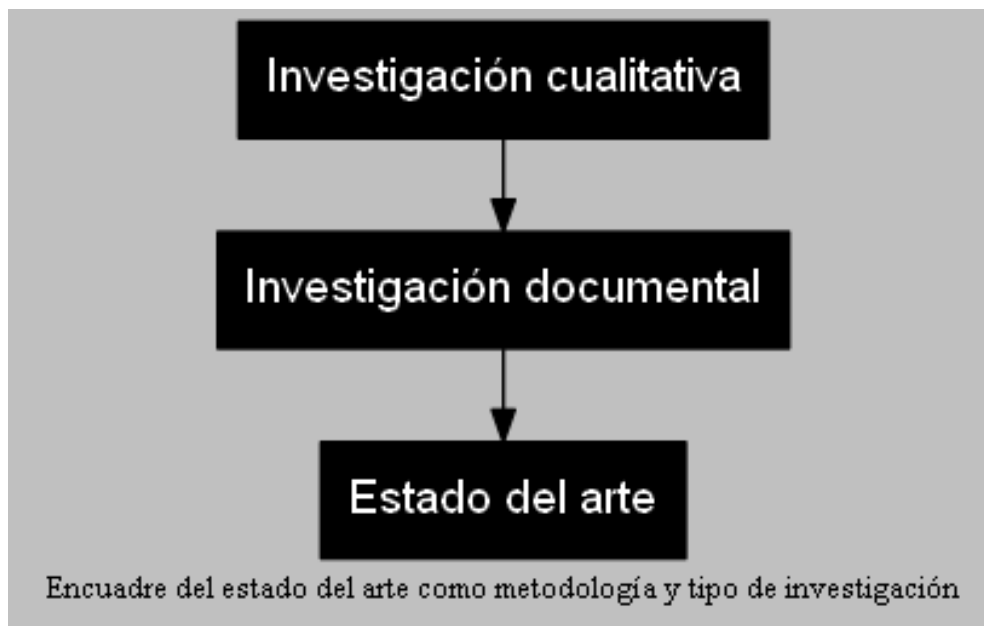 Investigación cualitativa
Investigación documental
Estado del arte
Encuadre del estado del arte como metodología y tipo de investigación